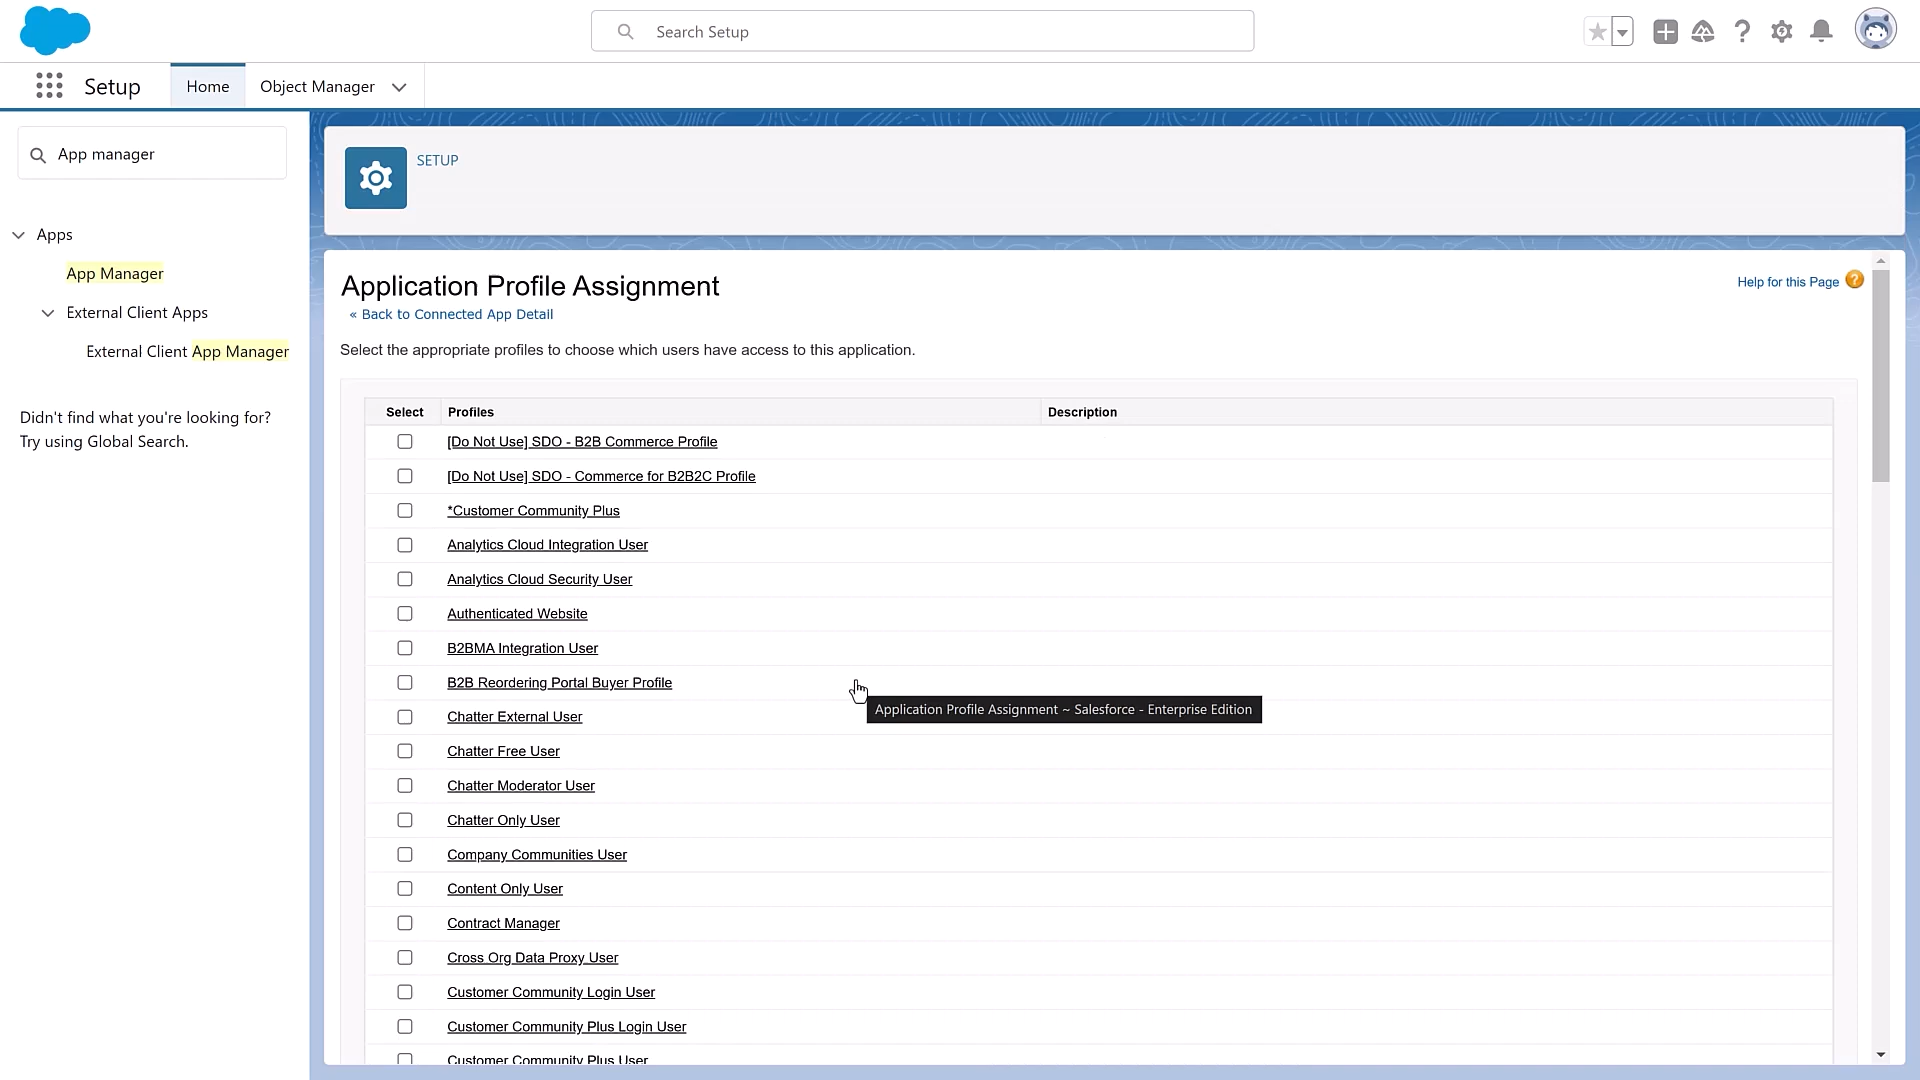 Search Setup
Setup
Home
Object Manager
App manager
Apps
App Manager
External Client Apps
External Client App Manager
Didn't find what you're looking for?
Try using Global Search.
SETUP
Application Profile Assignment
« Back to Connected App Detail
Help for this Page
Select the appropriate profiles to choose which users have access to this application.
Select Profiles Description
[Do Not Use] SDO - B2B Commerce Profile
[Do Not Use] SDO - Commerce for B2B2C Profile
*Customer Community Plus
Analytics Cloud Integration User
Analytics Cloud Security User
Authenticated Website
B2BMA Integration User
B2B Reordering Portal Buyer Profile
Application Profile Assignment ~ Salesforce - Enterprise Edition
Chatter External User
Chatter Free User
Chatter Moderator User
Chatter Only User
Company Communities User
Content Only User
Contract Manager
Cross Org Data Proxy User
Customer Community Login User
Customer Community Plus Login User
Customer Community Plus User